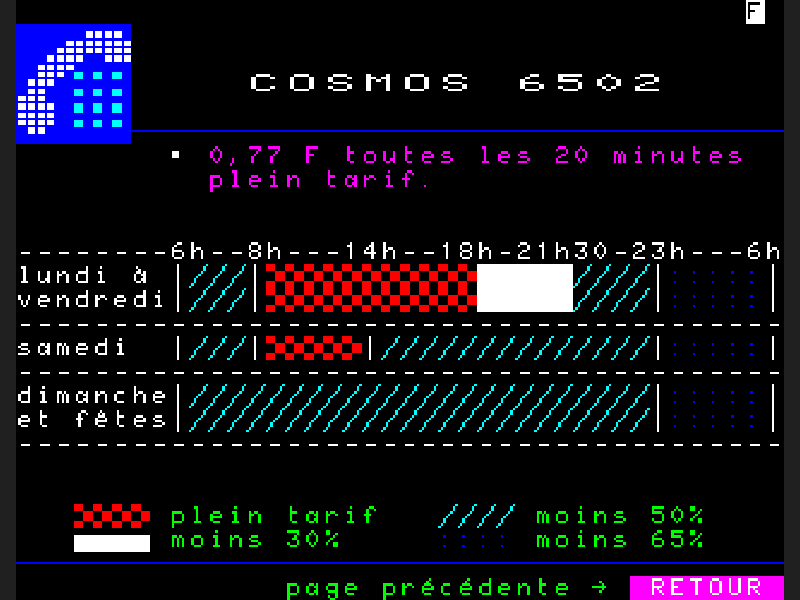 F
COSMOS 6502
0,77 F toutes les 20 minutes
plein tarif.
--------6h--8h---14h--18h-21h30-23h---6h
lundi à
vendredi
samedi
dimanche
et fêtes
plein tarif moins 50%
moins 30% moins 65%
page précédente → RETOUR